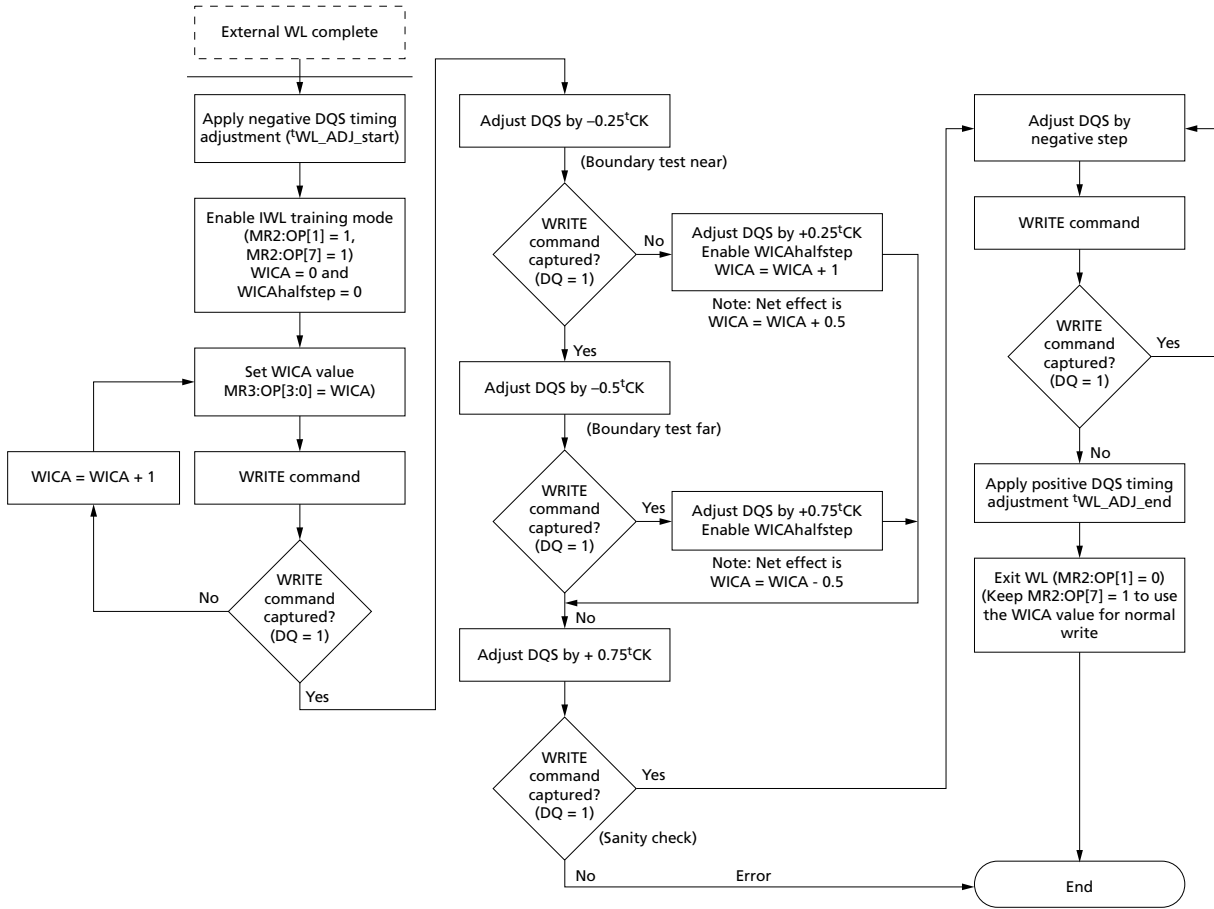 External WL complete
Apply negative DQS timing
adjustment (tWL_ADJ_start)
Enable IWL training mode
(MR2:OP[1] = 1,
MR2:OP[7] = 1)
WICA = 0 and
WICAhalfstep = 0
Set WICA value
MR3:OP[3:0] = WICA)
WICA = WICA + 1
WRITE command
WRITE
command
captured?
(DQ = 1)
No
Yes
Adjust DQS by –0.25tCK
(Boundary test near)
WRITE
command
captured?
(DQ = 1)
No
Adjust DQS by +0.25tCK
Enable WICAhalfstep
WICA = WICA + 1
Note: Net effect is
WICA = WICA + 0.5
Yes
Adjust DQS by –0.5tCK
(Boundary test far)
WRITE
command
captured?
(DQ = 1)
Yes
Adjust DQS by +0.75tCK
Enable WICAhalfstep
Note: Net effect is
WICA = WICA - 0.5
No
Adjust DQS by + 0.75tCK
WRITE
command
captured?
(DQ = 1)
Yes
(Sanity check)
No
Error
Adjust DQS by
negative step
WRITE command
WRITE
command
captured?
(DQ = 1)
Yes
No
Apply positive DQS timing
adjustment tWL_ADJ_end
Exit WL (MR2:OP[1] = 0)
(Keep MR2:OP[7] = 1 to use
the WICA value for normal
write
End